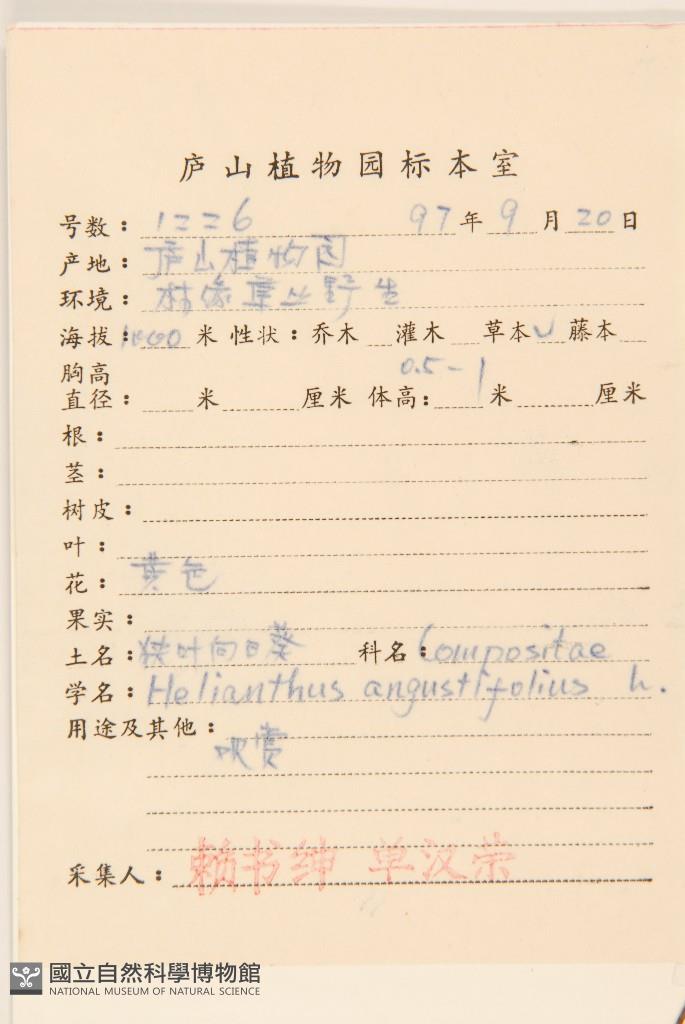 庐山植物园标本室
号数：1226 97年9月20日
产地：庐山植物园
环境：林缘草丛野生
海拔：1000米 性状：乔木 灌木 草本✓ 藤本
胸高 0.5-1
直径： 米 厘米 体高： 米 厘米
根：
茎：
树皮：
叶：
花：黄色
果实：
土名：狭叶向日葵 科名：Compositae
学名：Helianthus angustifolius L.
用途及其他：
观赏
采集人：赖书绅 单汉荣
國立自然科學博物館
NATIONAL MUSEUM OF NATURAL SCIENCE